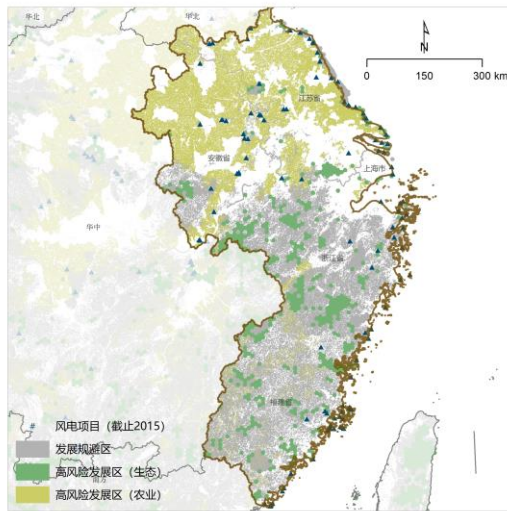 华北
华北
N
0 150 300 km
江苏省
安徽省
上海市
华中
浙江省
福建省
# 风电项目（截止2015）
发展规避区
南方
高风险发展区（生态）
高风险发展区（农业）